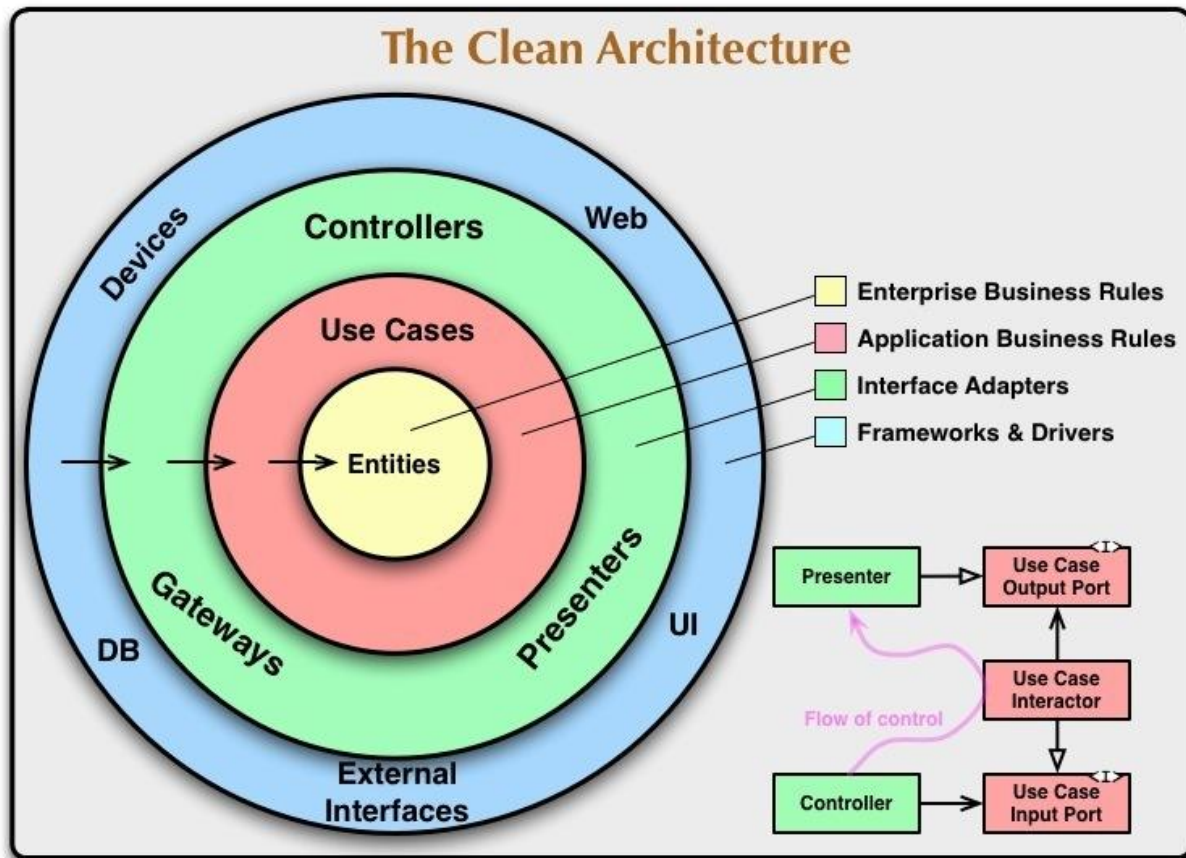 The Clean Architecture
Devices
Web
Controllers
Use Cases
Entities
Gateways
Presenters
DB
UI
External
Interfaces
Enterprise Business Rules
Application Business Rules
Interface Adapters
Frameworks & Drivers
Presenter
<I>
Use Case
Output Port
Use Case
Interactor
Flow of control
Controller
<I>
Use Case
Input Port